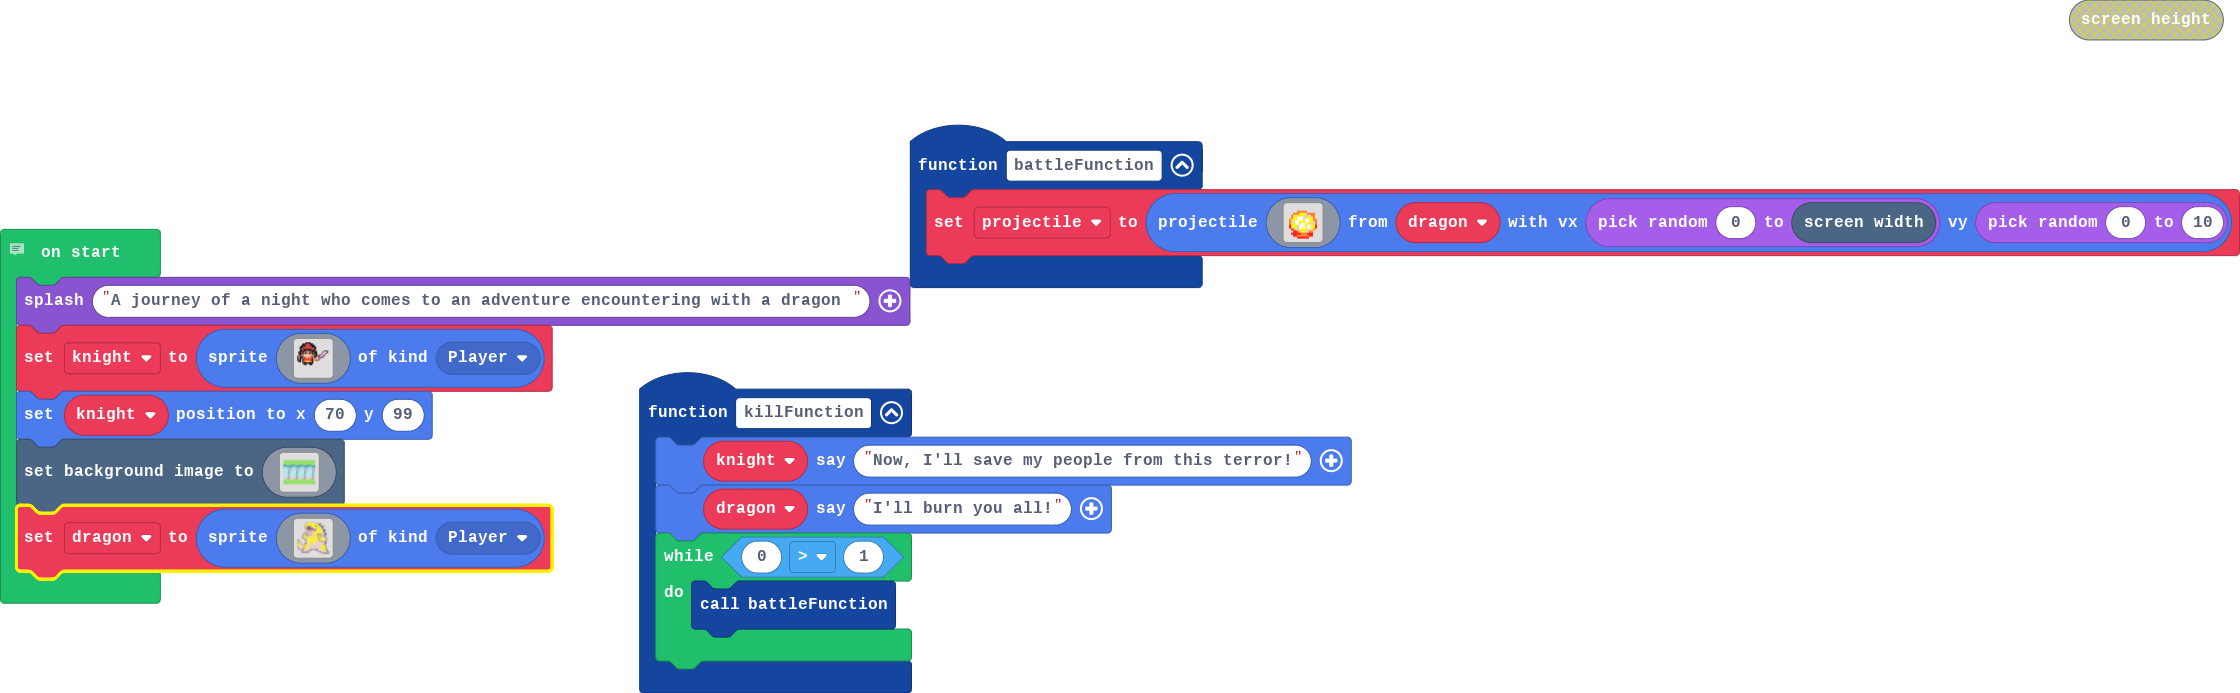 screen height
function battleFunction
set projectile to projectile from dragon with vx pick random 0 to screen width vy pick random 0 to 10
on start
splash "A journey of a night who comes to an adventure encountering with a dragon "
set knight to sprite of kind Player
set knight position to x 70 y 99
set background image to
set dragon to sprite of kind Player
function killFunction
knight say "Now, I'll save my people from this terror!"
dragon say "I'll burn you all!"
while 0 > 1
do
call battleFunction